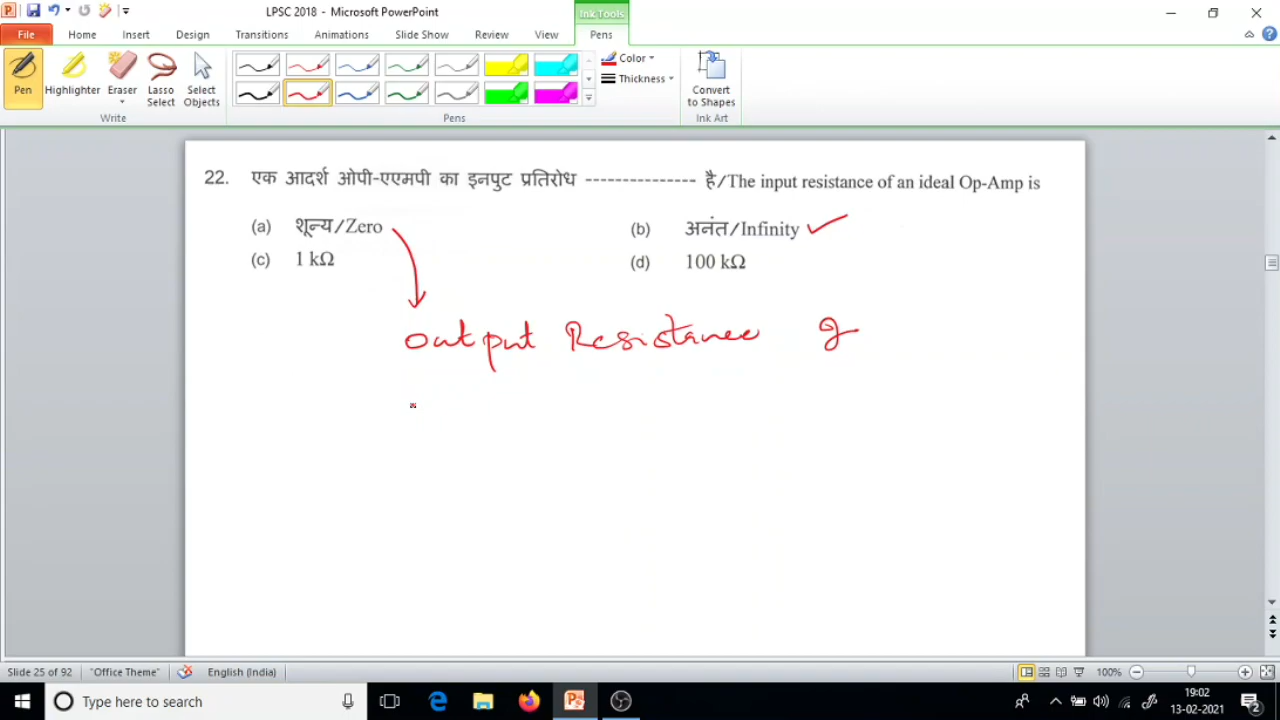 LPSC 2018 - Microsoft PowerPoint
Ink Tools
File Home Insert Design Transitions Animations Slide Show Review View Pens
Pen Highlighter Eraser Lasso Select Select Objects Color Thickness Convert to Shapes
Write Pens Ink Art
22. एक आदर्श ओपी-एएमपी का इनपुट प्रतिरोध --------------- है/The input resistance of an ideal Op-Amp is
(a) शून्य/Zero (b) अनंत/Infinity
(c) 1 kΩ (d) 100 kΩ
Output Resistance
Slide 25 of 92 "Office Theme" English (India) 100%
Type here to search
19:02
13-02-2021
2